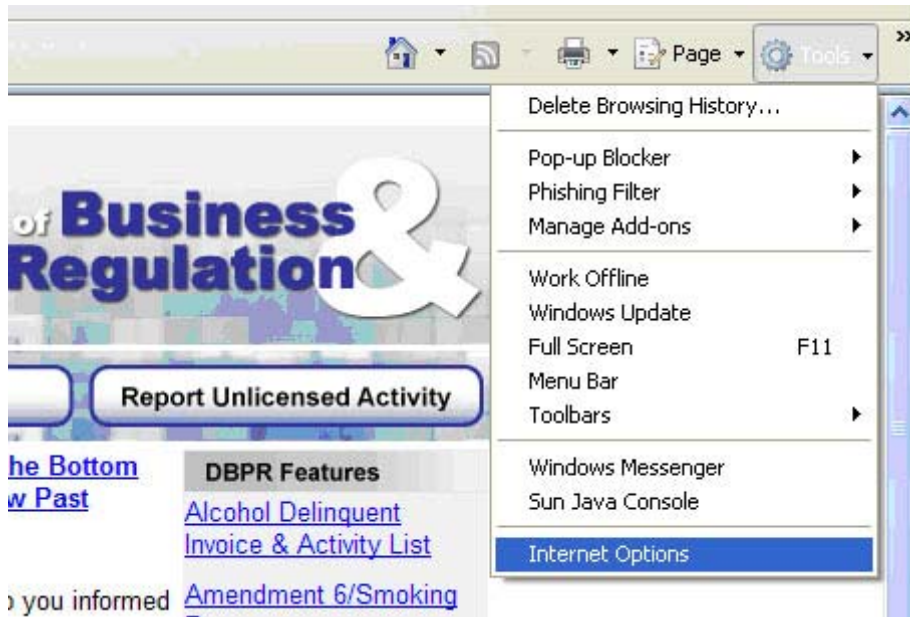 Page
Tools
»
Delete Browsing History...
Pop-up Blocker
Phishing Filter
Manage Add-ons
Work Offline
Windows Update
Full Screen F11
Menu Bar
Toolbars
Windows Messenger
Sun Java Console
Internet Options
of Business &
Regulation
Report Unlicensed Activity
he Bottom
w Past
you informed
DBPR Features
Alcohol Delinquent
Invoice & Activity List
Amendment 6/Smoking